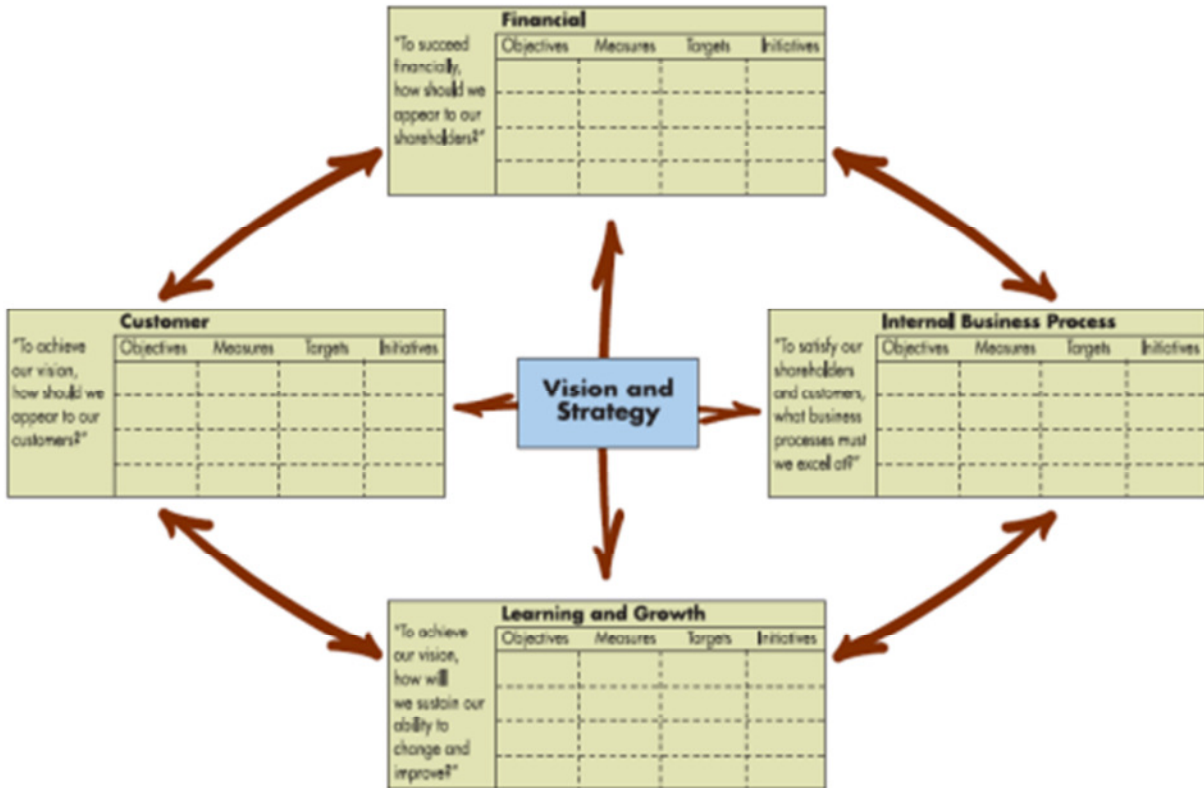 Financial
"To succeed
financially,
how should we
appear to our
shareholders?"
Objectives Measures Targets Initiatives
Customer
"To achieve
our vision,
how should we
appear to our
customers?"
Objectives Measures Targets Initiatives
Vision and
Strategy
Internal Business Process
"To satisfy our
shareholders
and customers,
what business
processes must
we excel at?"
Objectives Measures Targets Initiatives
Learning and Growth
"To achieve
our vision,
how will
we sustain our
ability to
change and
improve?"
Objectives Measures Targets Initiatives